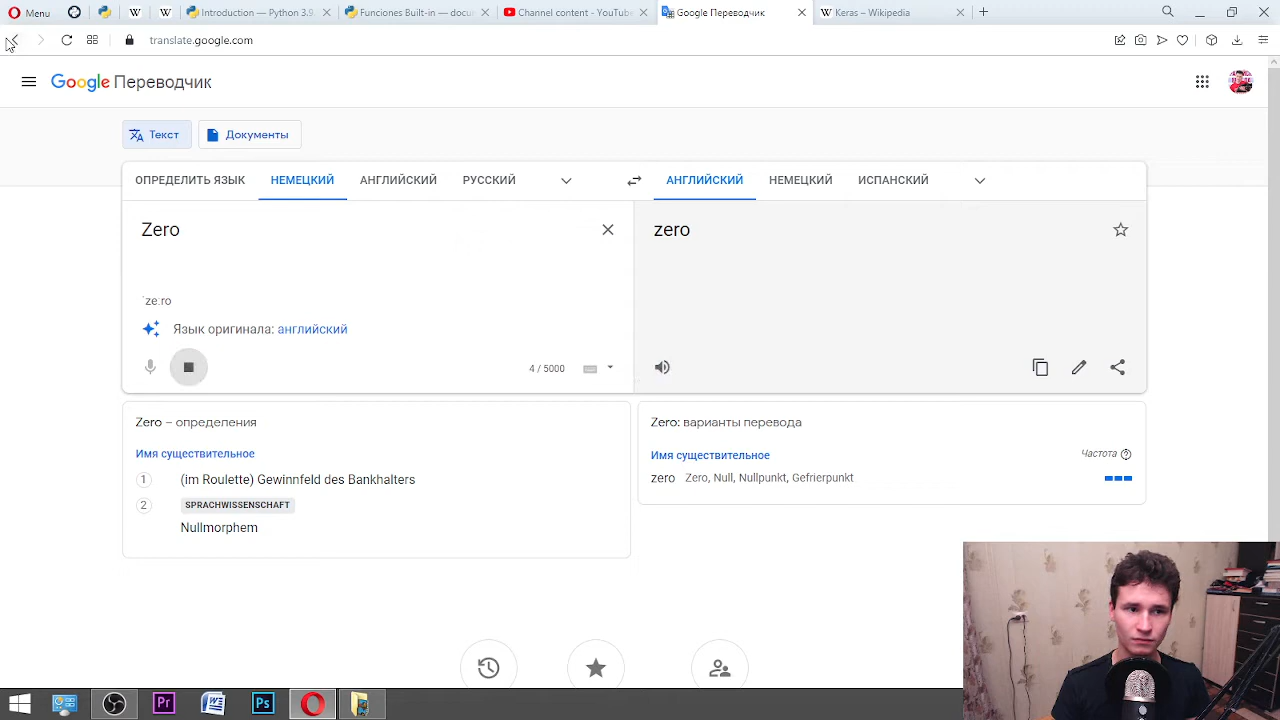 Menu
Introduction — Python 3.9.
Funciones Built-in — docu
Channel content - YouTube
Google Переводчик
Keras – Wikipedia
translate.google.com
Google Переводчик
Текст
Документы
ОПРЕДЕЛИТЬ ЯЗЫК НЕМЕЦКИЙ АНГЛИЙСКИЙ РУССКИЙ
АНГЛИЙСКИЙ НЕМЕЦКИЙ ИСПАНСКИЙ
Zero
zero
ˈzeːro
Язык оригинала: английский
4 / 5000
Zero – определения
Имя существительное
1 (im Roulette) Gewinnfeld des Bankhalters
2 SPRACHWISSENSCHAFT
Nullmorphem
Zero: варианты перевода
Имя существительное
Частота
zero Zero, Null, Nullpunkt, Gefrierpunkt
Pr
W
Ps